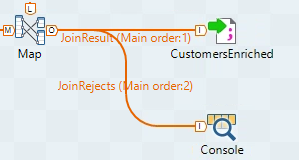 L
M
O
Map
JoinResult (Main order:1)
I
CustomersEnriched
JoinRejects (Main order:2)
I
Console